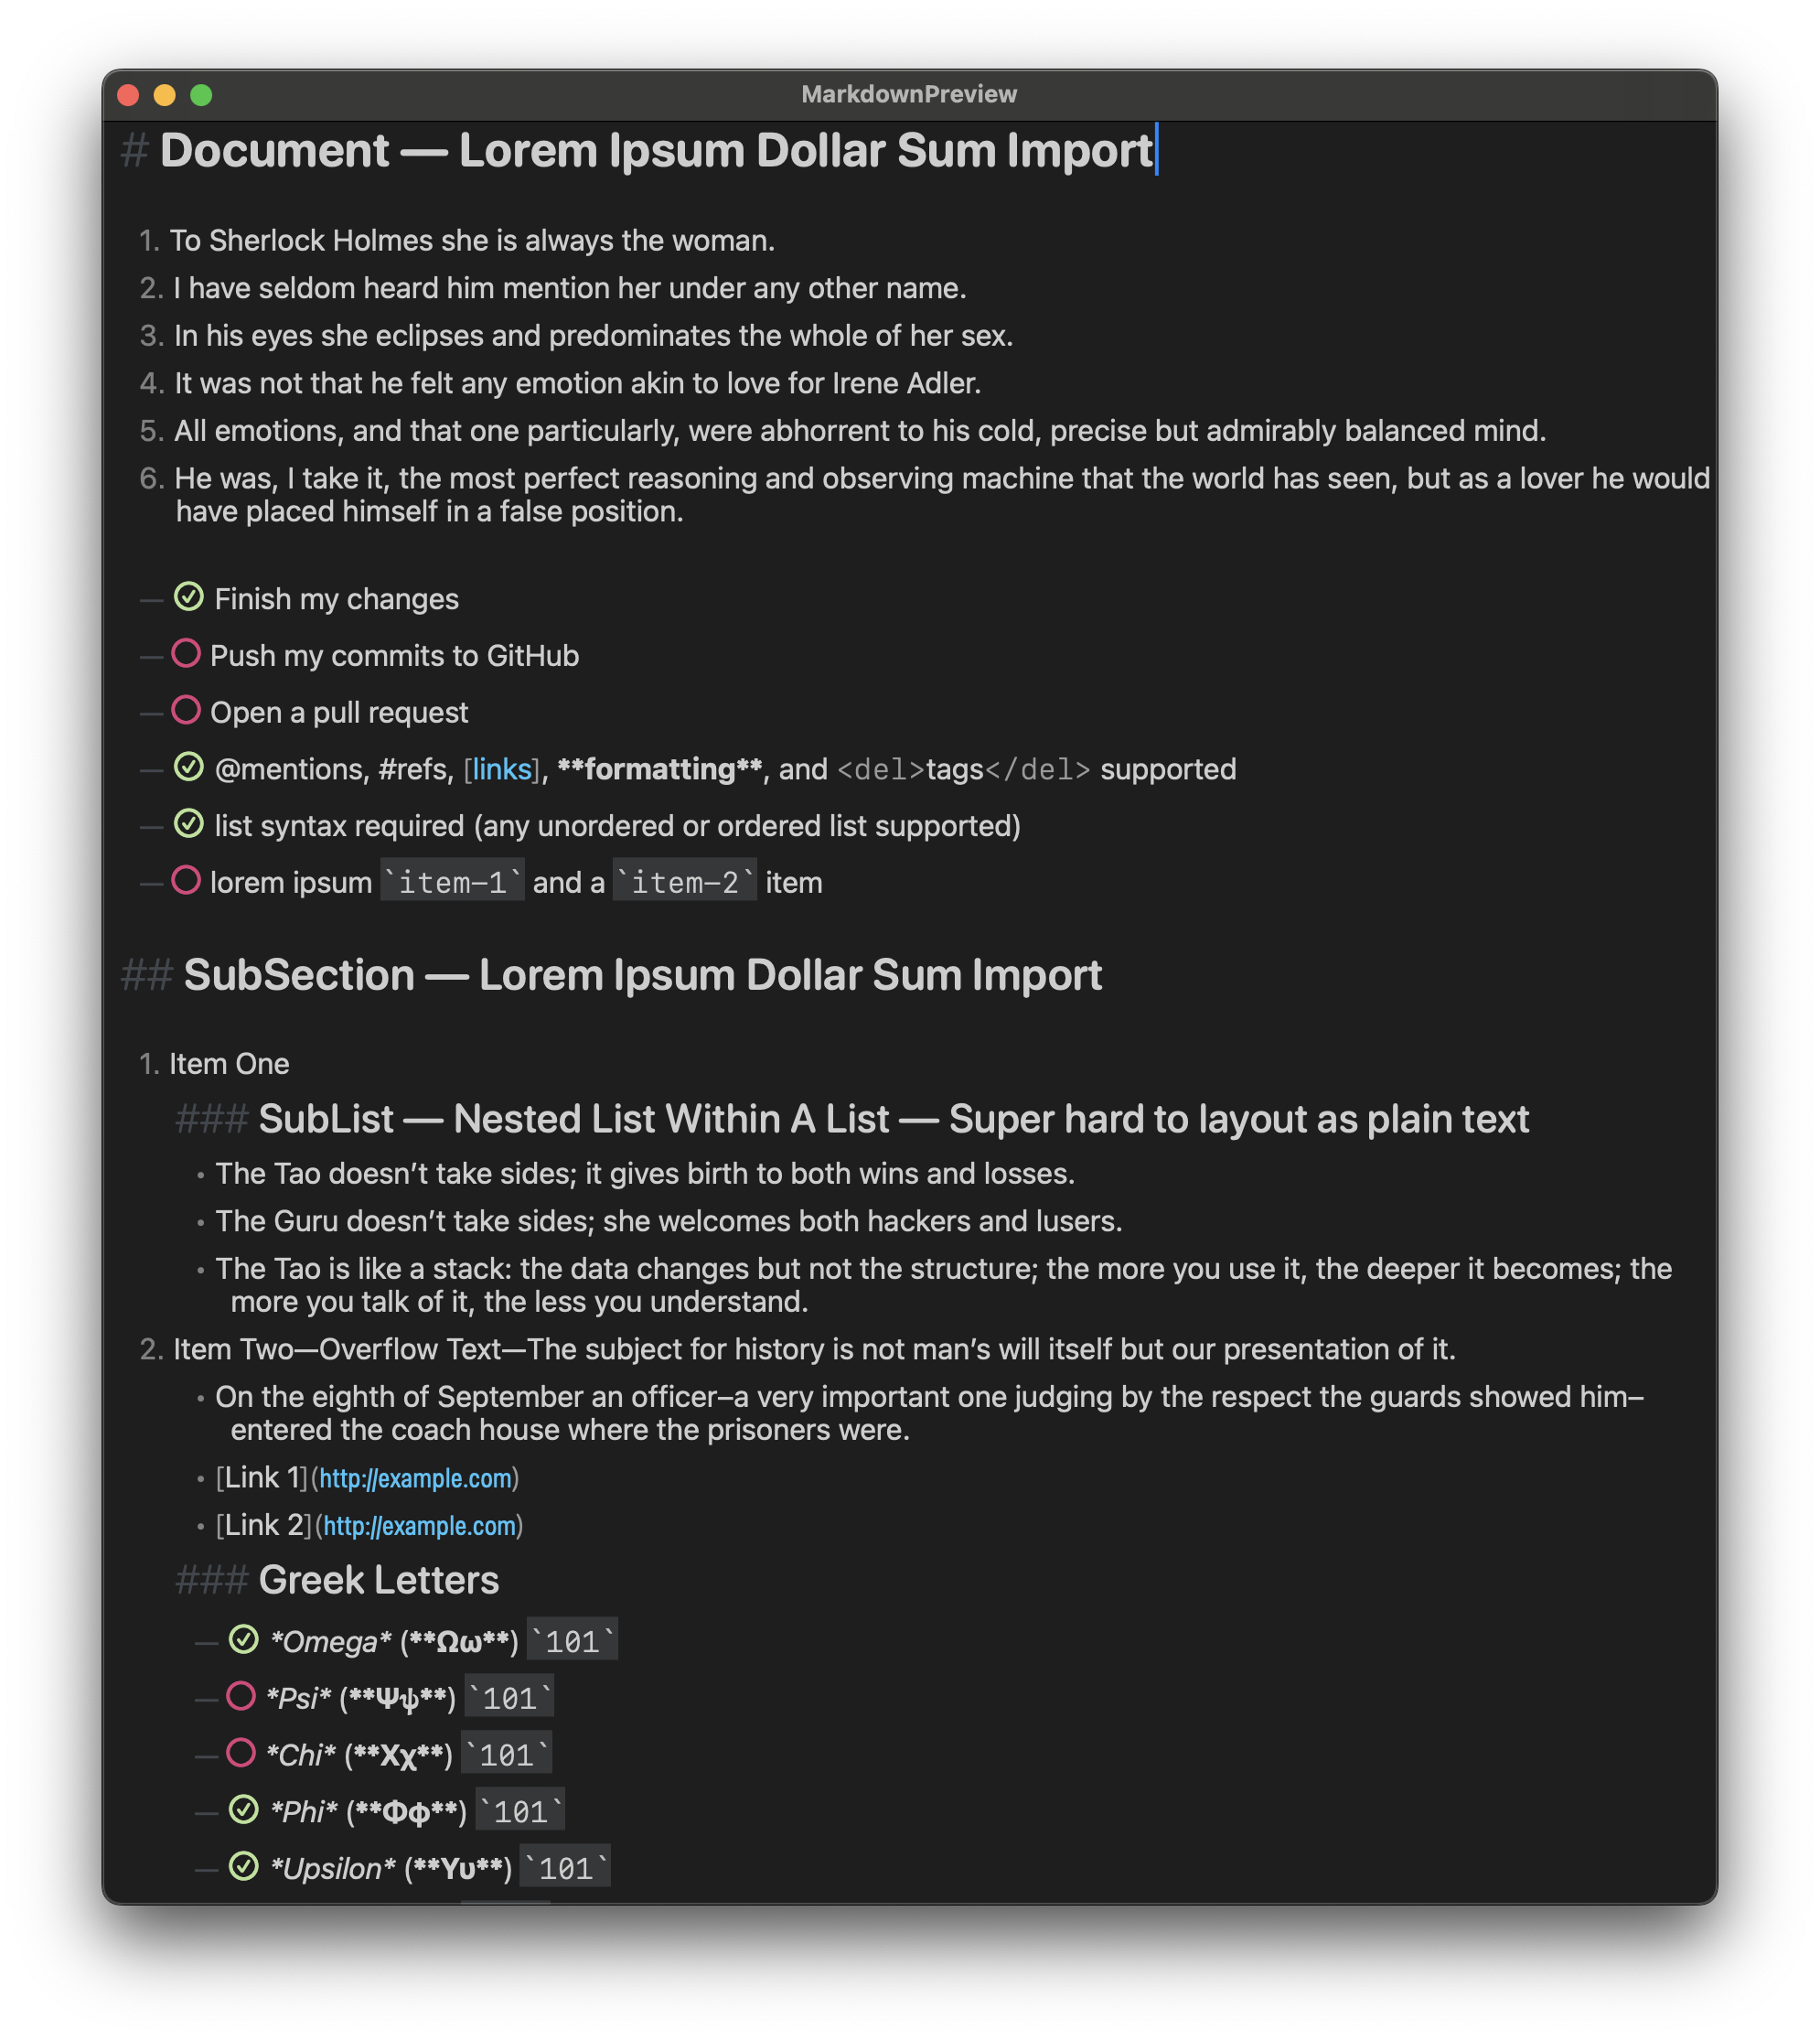 MarkdownPreview
# Document — Lorem Ipsum Dollar Sum Import
1. To Sherlock Holmes she is always the woman.
2. I have seldom heard him mention her under any other name.
3. In his eyes she eclipses and predominates the whole of her sex.
4. It was not that he felt any emotion akin to love for Irene Adler.
5. All emotions, and that one particularly, were abhorrent to his cold, precise but admirably balanced mind.
6. He was, I take it, the most perfect reasoning and observing machine that the world has seen, but as a lover he would
have placed himself in a false position.
— Finish my changes
— Push my commits to GitHub
— Open a pull request
— @mentions, #refs, [links], **formatting**, and <del>tags</del> supported
— list syntax required (any unordered or ordered list supported)
— lorem ipsum `item-1` and a `item-2` item
## SubSection — Lorem Ipsum Dollar Sum Import
1. Item One
### SubList — Nested List Within A List — Super hard to layout as plain text
• The Tao doesn’t take sides; it gives birth to both wins and losses.
• The Guru doesn’t take sides; she welcomes both hackers and lusers.
• The Tao is like a stack: the data changes but not the structure; the more you use it, the deeper it becomes; the
more you talk of it, the less you understand.
2. Item Two—Overflow Text—The subject for history is not man’s will itself but our presentation of it.
• On the eighth of September an officer–a very important one judging by the respect the guards showed him–
entered the coach house where the prisoners were.
• [Link 1](http://example.com)
• [Link 2](http://example.com)
### Greek Letters
— *Omega* (**Ωω**) `101`
— *Psi* (**Ψψ**) `101`
— *Chi* (**Χχ**) `101`
— *Phi* (**Φφ**) `101`
— *Upsilon* (**Υυ**) `101`